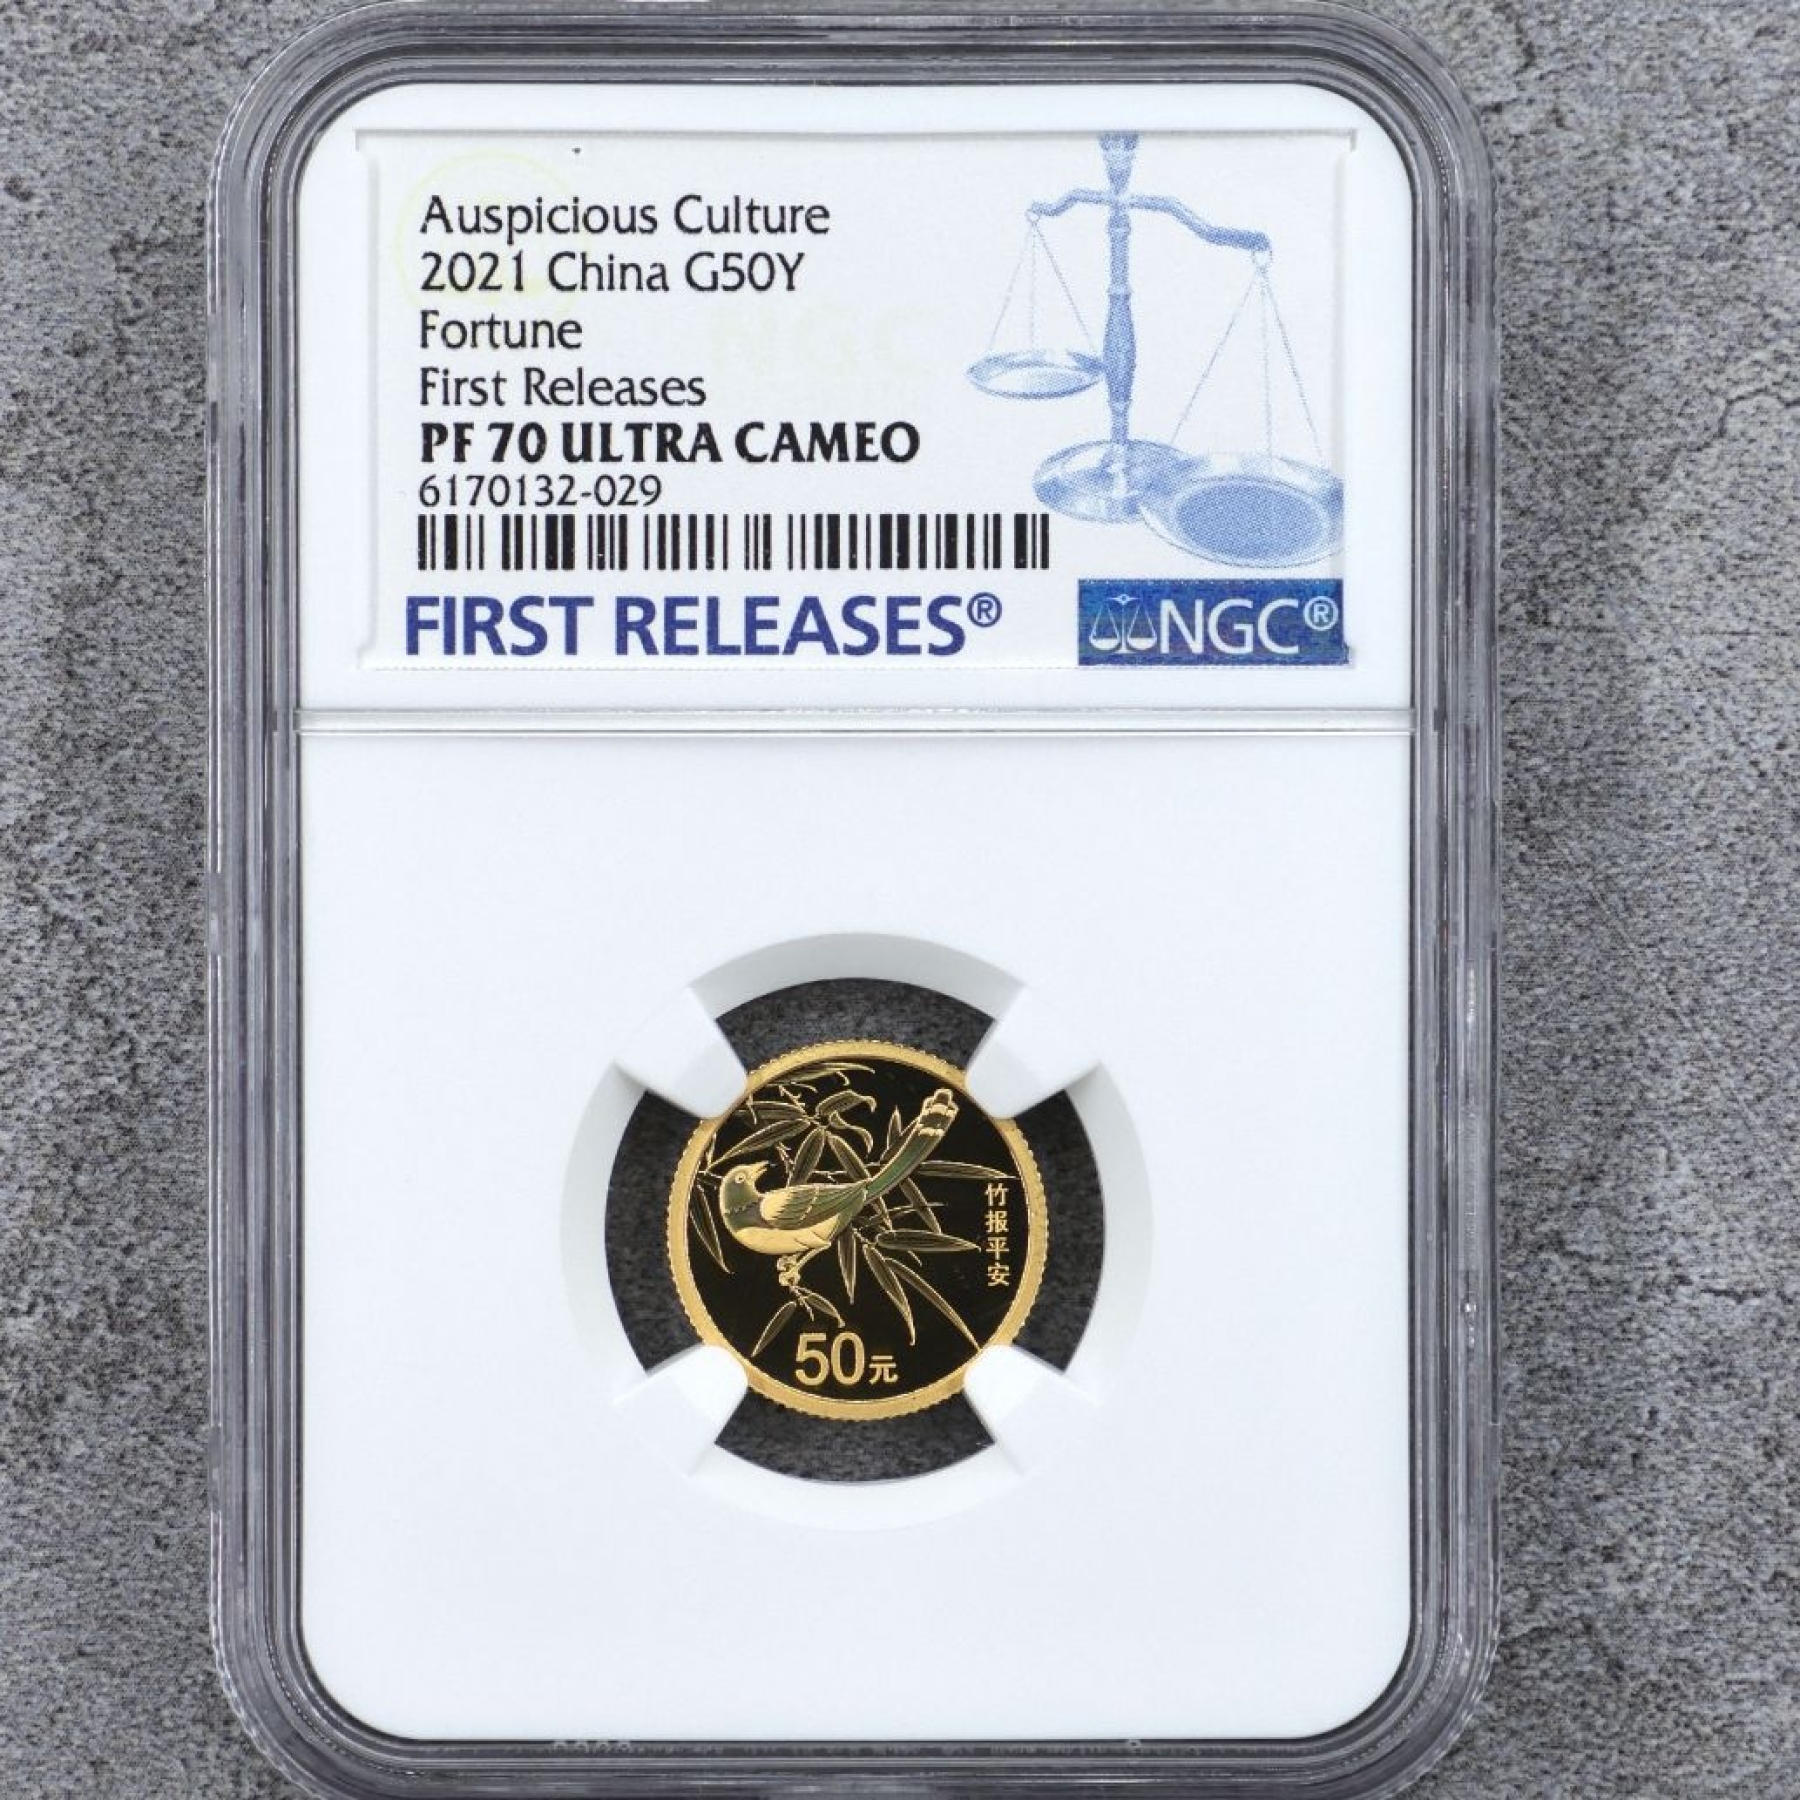 Auspicious Culture
2021 China G50Y
Fortune
First Releases
PF 70 ULTRA CAMEO
6170132-029
FIRST RELEASES®
NGC®
竹报平安
50元